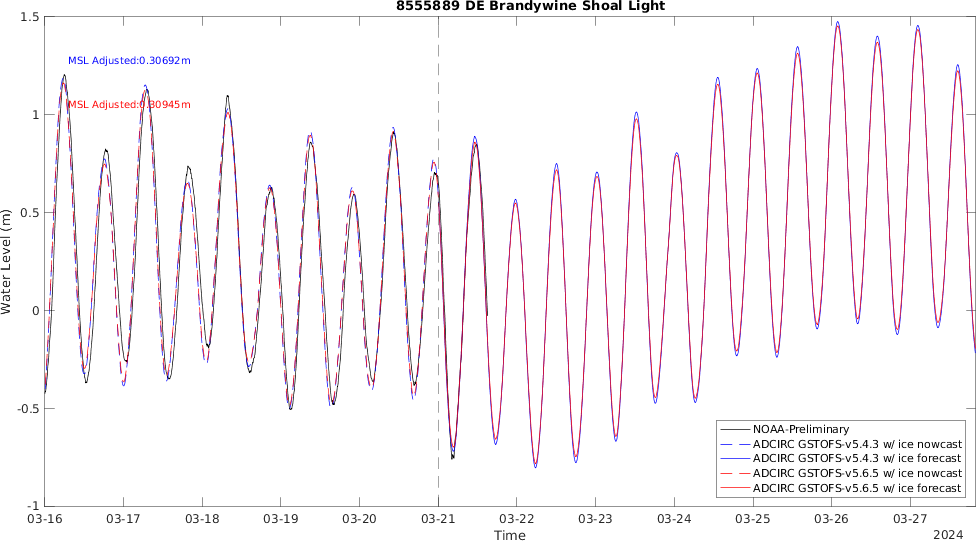 8555889 DE Brandywine Shoal Light
1.5
MSL Adjusted:0.30692m
MSL Adjusted:0.30945m
1
0.5
0
-0.5
-1
Water Level (m)
NOAA-Preliminary
ADCIRC GSTOFS-v5.4.3 w/ ice nowcast
ADCIRC GSTOFS-v5.4.3 w/ ice forecast
ADCIRC GSTOFS-v5.6.5 w/ ice nowcast
ADCIRC GSTOFS-v5.6.5 w/ ice forecast
03-16 03-17 03-18 03-19 03-20 03-21 03-22 03-23 03-24 03-25 03-26 03-27
Time
2024